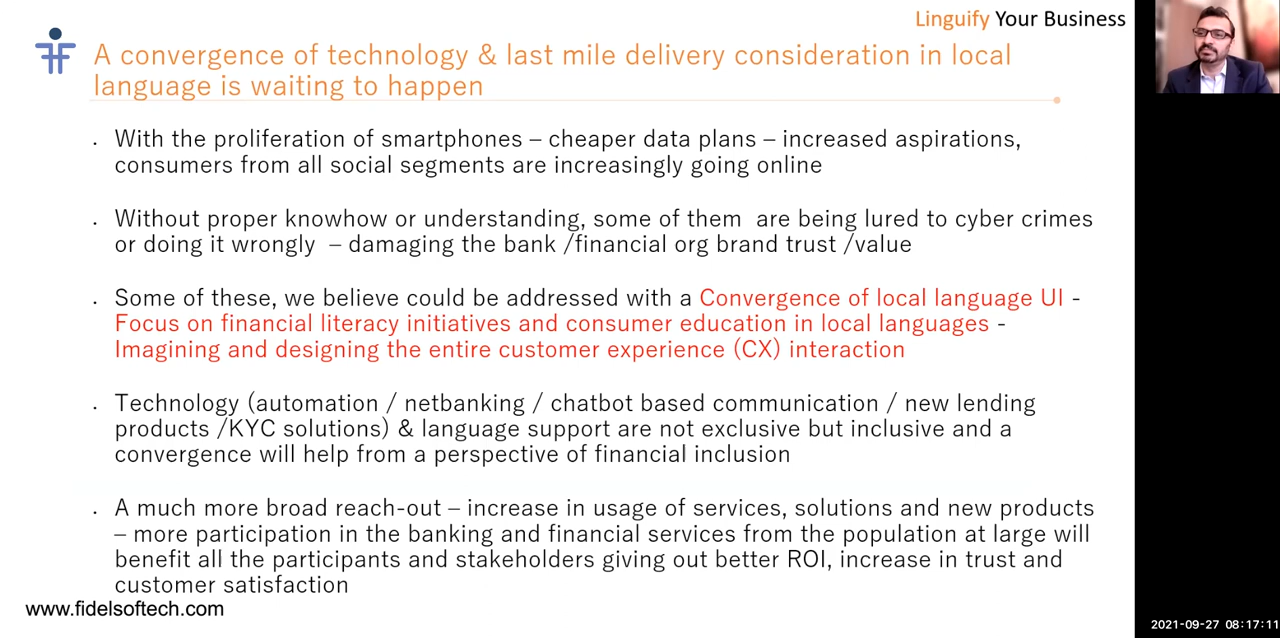 Linguify Your Business
A convergence of technology & last mile delivery consideration in local
language is waiting to happen
. With the proliferation of smartphones – cheaper data plans – increased aspirations,
consumers from all social segments are increasingly going online
. Without proper knowhow or understanding, some of them are being lured to cyber crimes
or doing it wrongly – damaging the bank /financial org brand trust /value
. Some of these, we believe could be addressed with a Convergence of local language UI -
Focus on financial literacy initiatives and consumer education in local languages -
Imagining and designing the entire customer experience (CX) interaction
. Technology (automation / netbanking / chatbot based communication / new lending
products /KYC solutions) & language support are not exclusive but inclusive and a
convergence will help from a perspective of financial inclusion
. A much more broad reach-out – increase in usage of services, solutions and new products
– more participation in the banking and financial services from the population at large will
benefit all the participants and stakeholders giving out better ROI, increase in trust and
customer satisfaction
www.fidelsoftech.com
2021-09-27 08:17:11